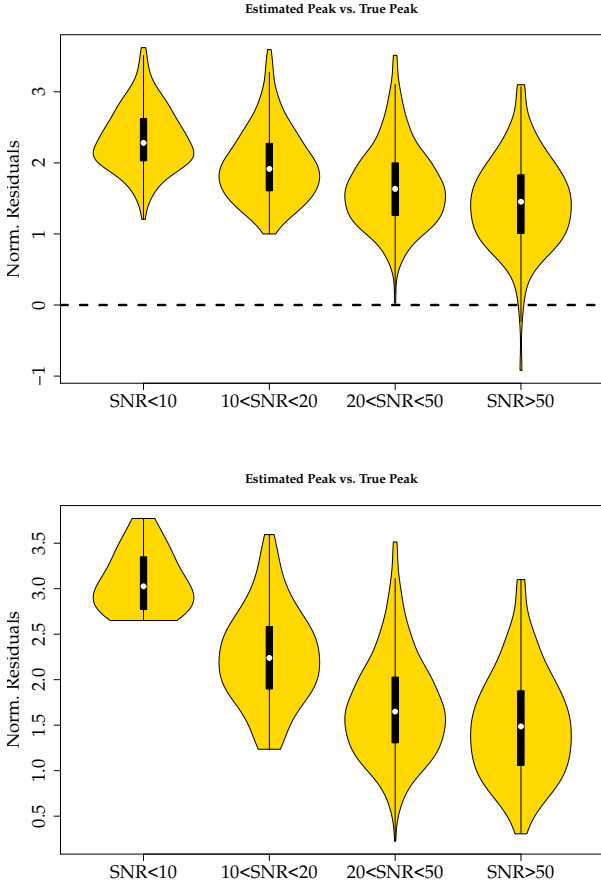 Estimated Peak vs. True Peak
Norm. Residuals
3
2
1
0
−1
SNR<10 10<SNR<20 20<SNR<50 SNR>50
Estimated Peak vs. True Peak
Norm. Residuals
3.5
3.0
2.5
2.0
1.5
1.0
0.5
SNR<10 10<SNR<20 20<SNR<50 SNR>50